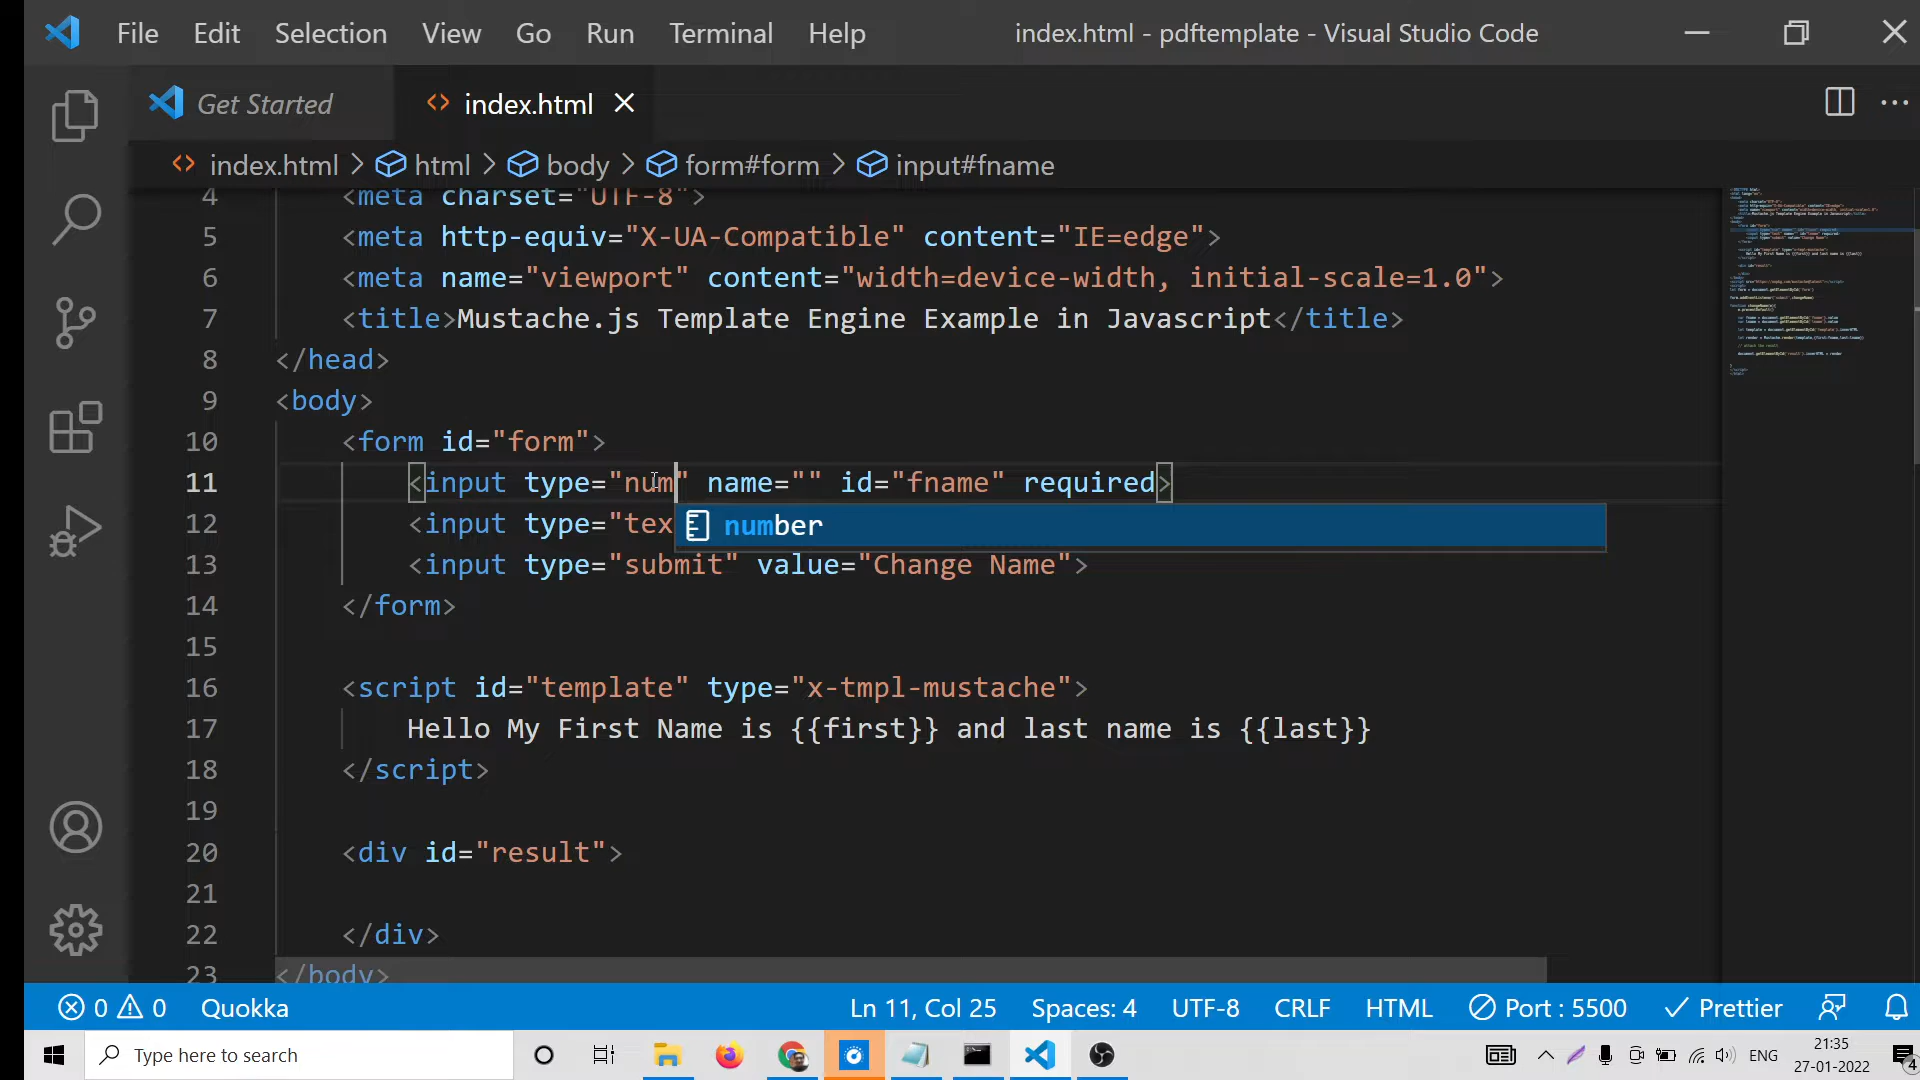 File Edit Selection View Go Run Terminal Help index.html - pdftemplate - Visual Studio Code
Get Started index.html
index.html > html > body > form#form > input#fname
4 <meta charset="UTF-8">
5 <meta http-equiv="X-UA-Compatible" content="IE=edge">
6 <meta name="viewport" content="width=device-width, initial-scale=1.0">
7 <title>Mustache.js Template Engine Example in Javascript</title>
8 </head>
9 <body>
10 <form id="form">
11 <input type="num" name="" id="fname" required>
12 <input type="tex
number
13 <input type="submit" value="Change Name">
14 </form>
15
16 <script id="template" type="x-tmpl-mustache">
17 Hello My First Name is {{first}} and last name is {{last}}
18 </script>
19
20 <div id="result">
21
22 </div>
23 </body>
0 0 Quokka Ln 11, Col 25 Spaces: 4 UTF-8 CRLF HTML Port : 5500 Prettier
Type here to search ENG 21:35
27-01-2022 4